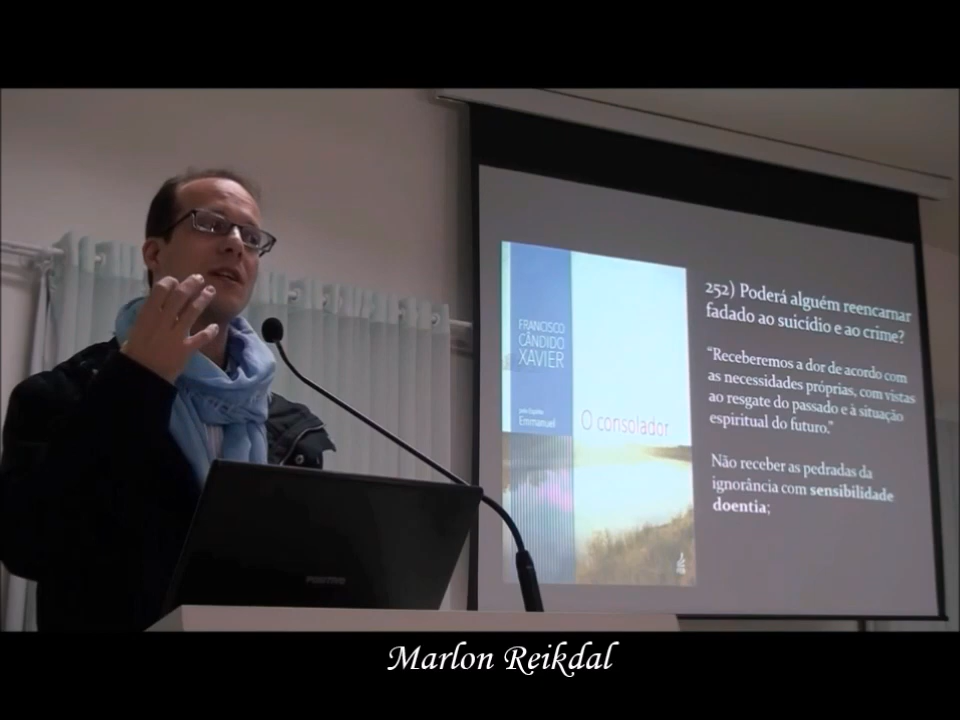 FRANCISCO
CÂNDIDO
XAVIER
pelo Espírito
Emmanuel
O consolador
252) Poderá alguém reencarnar
fadado ao suicídio e ao crime?
“Receberemos a dor de acordo com
as necessidades próprias, com vistas
ao resgate do passado e à situação
espiritual do futuro.”
Não receber as pedradas da
ignorância com sensibilidade
doentia;
POSITIVO
Marlon Reikdal